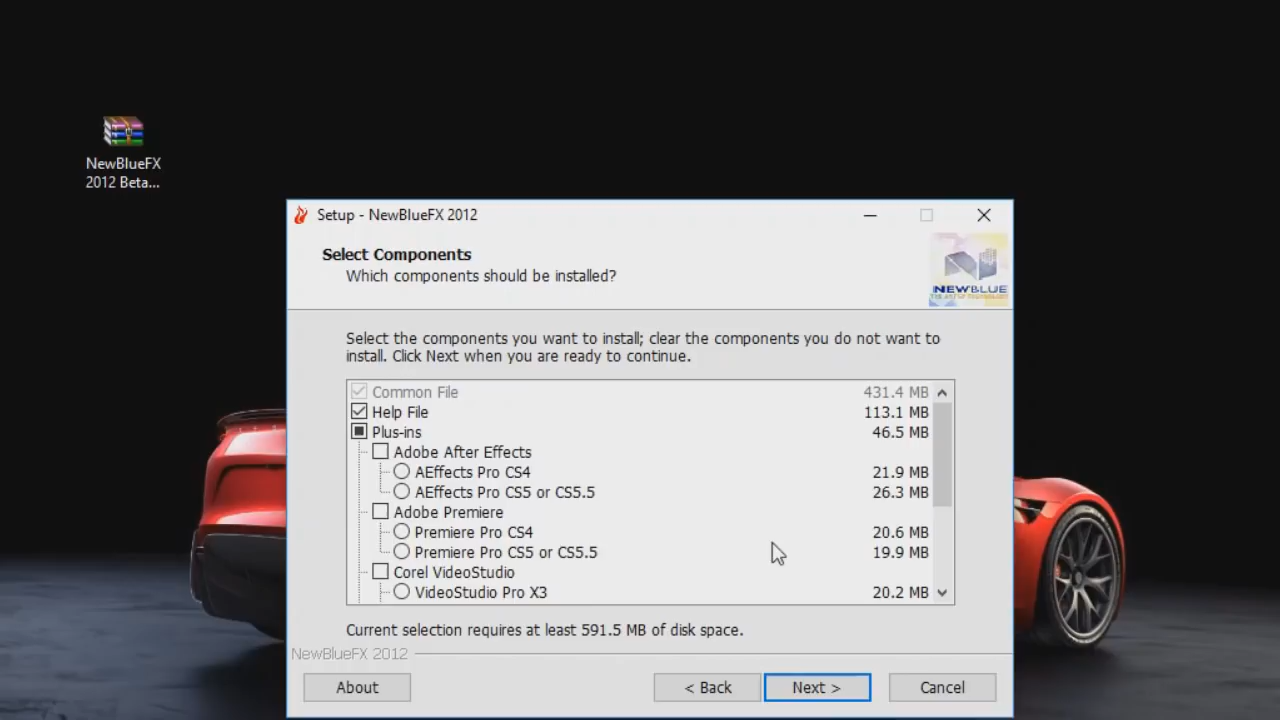 NewBlueFX
2012 Beta...
Setup - NewBlueFX 2012
Select Components
Which components should be installed?
NEWBLUE
THE ART OF TECHNOLOGY
Select the components you want to install; clear the components you do not want to
install. Click Next when you are ready to continue.
Common File 431.4 MB
Help File 113.1 MB
Plus-ins 46.5 MB
Adobe After Effects
AEffects Pro CS4 21.9 MB
AEffects Pro CS5 or CS5.5 26.3 MB
Adobe Premiere
Premiere Pro CS4 20.6 MB
Premiere Pro CS5 or CS5.5 19.9 MB
Corel VideoStudio
VideoStudio Pro X3 20.2 MB
Current selection requires at least 591.5 MB of disk space.
NewBlueFX 2012
About
< Back
Next >
Cancel